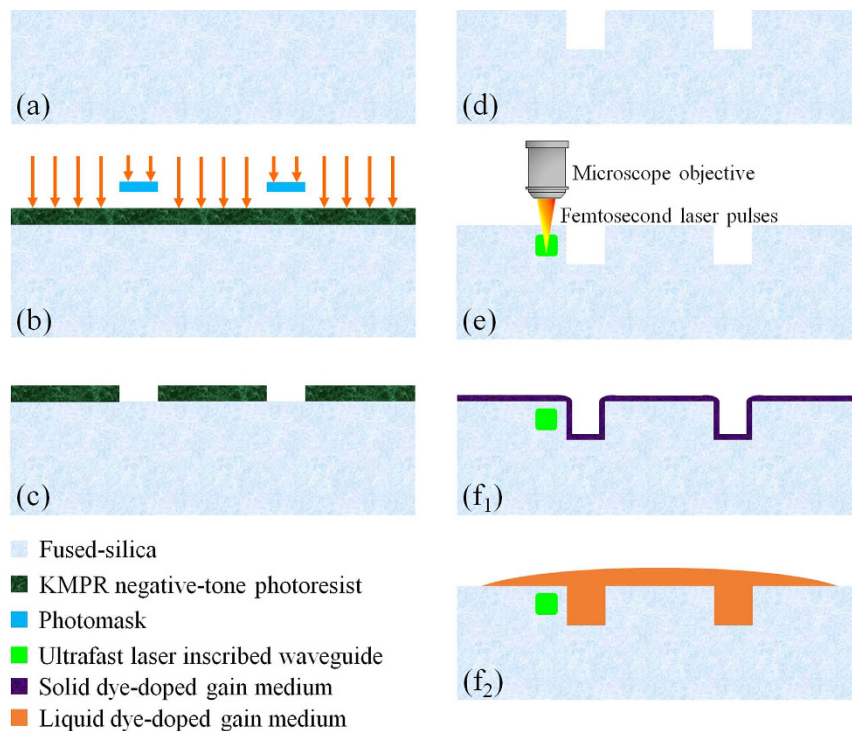 (a)
(b)
(c)
Fused-silica
KMPR negative-tone photoresist
Photomask
Ultrafast laser inscribed waveguide
Solid dye-doped gain medium
Liquid dye-doped gain medium
(d)
Microscope objective
Femtosecond laser pulses
(e)
(f1)
(f2)